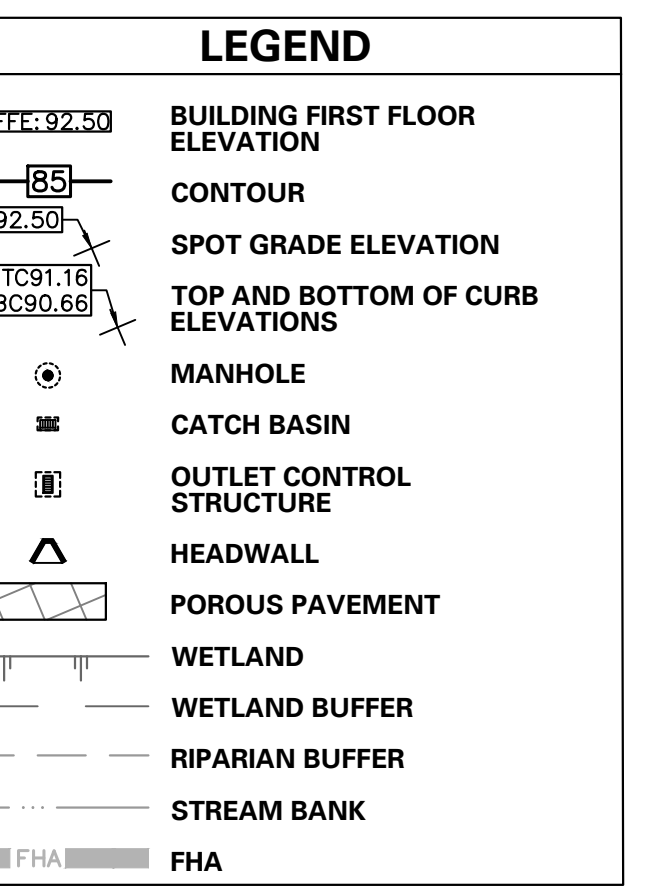 LEGEND
FFE: 92.50
BUILDING FIRST FLOOR
ELEVATION
85
CONTOUR
92.50
SPOT GRADE ELEVATION
TC91.16
BC90.66
TOP AND BOTTOM OF CURB
ELEVATIONS
MANHOLE
CATCH BASIN
OUTLET CONTROL
STRUCTURE
HEADWALL
POROUS PAVEMENT
WETLAND
WETLAND BUFFER
RIPARIAN BUFFER
STREAM BANK
FHA
FHA